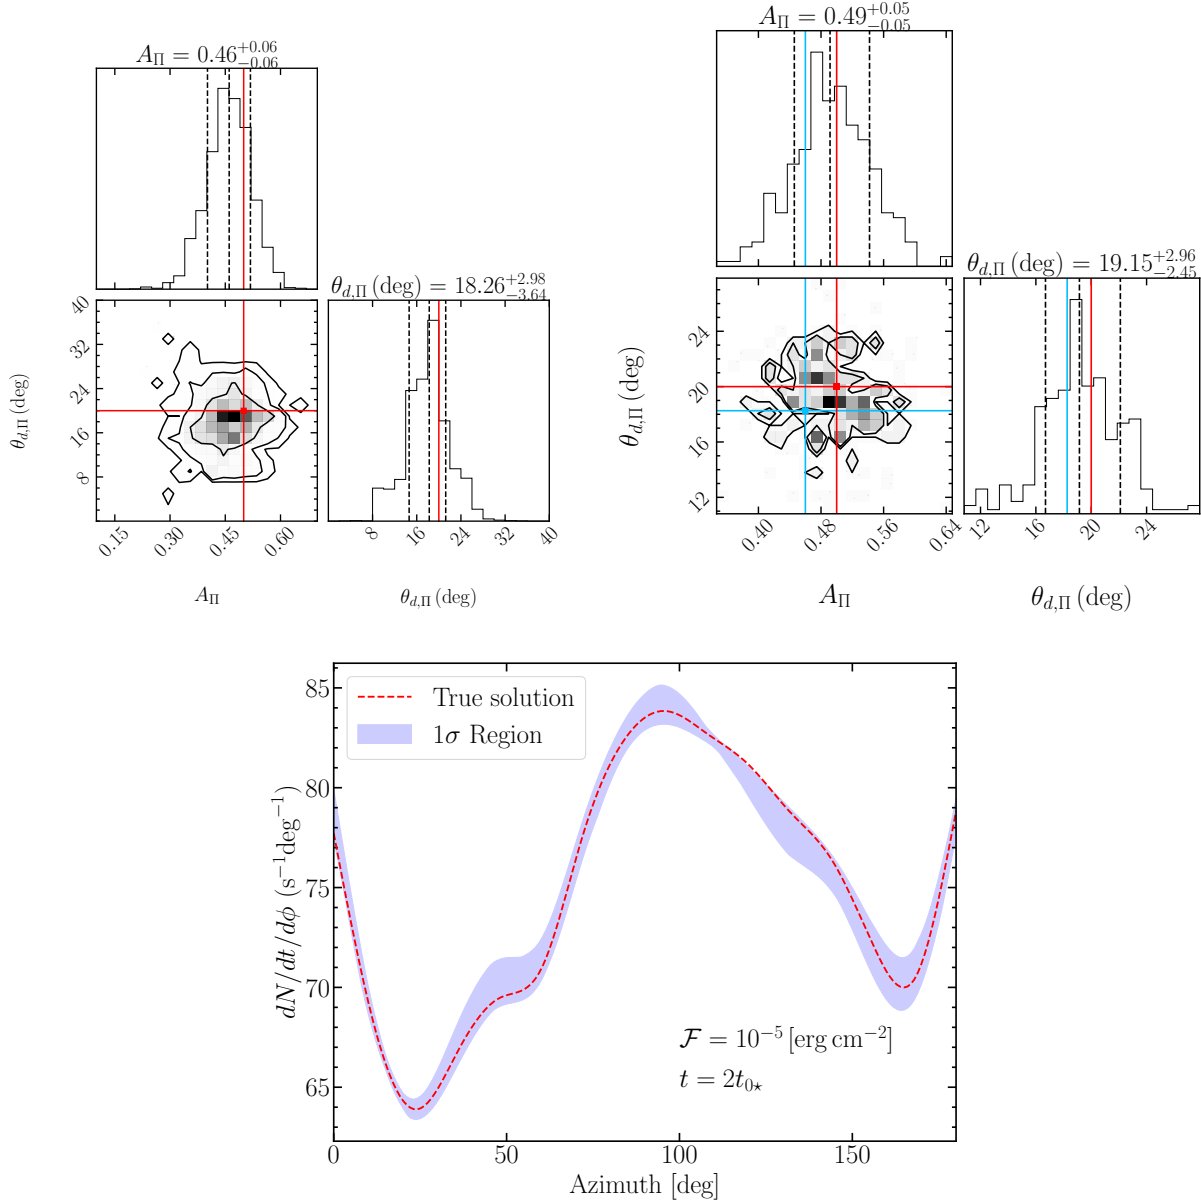 A_Π = 0.46^{+0.06}_{−0.06}
θ_{d,Π} (deg) = 18.26^{+2.98}_{−3.64}
θ_{d,Π} (deg)
40
32
24
16
8
0.15 0.30 0.45 0.60
A_Π
8 16 24 32 40
θ_{d,Π} (deg)
A_Π = 0.49^{+0.05}_{−0.05}
θ_{d,Π} (deg) = 19.15^{+2.96}_{−2.45}
θ_{d,Π} (deg)
24
20
16
12
0.40 0.48 0.56 0.64
A_Π
12 16 20 24
θ_{d,Π} (deg)
dN/dt/dϕ (s^{−1}deg^{−1})
85
80
75
70
65
True solution
1σ Region
ℱ = 10^{−5} [erg cm^{−2}]
t = 2t_{0⋆}
0 50 100 150
Azimuth [deg]